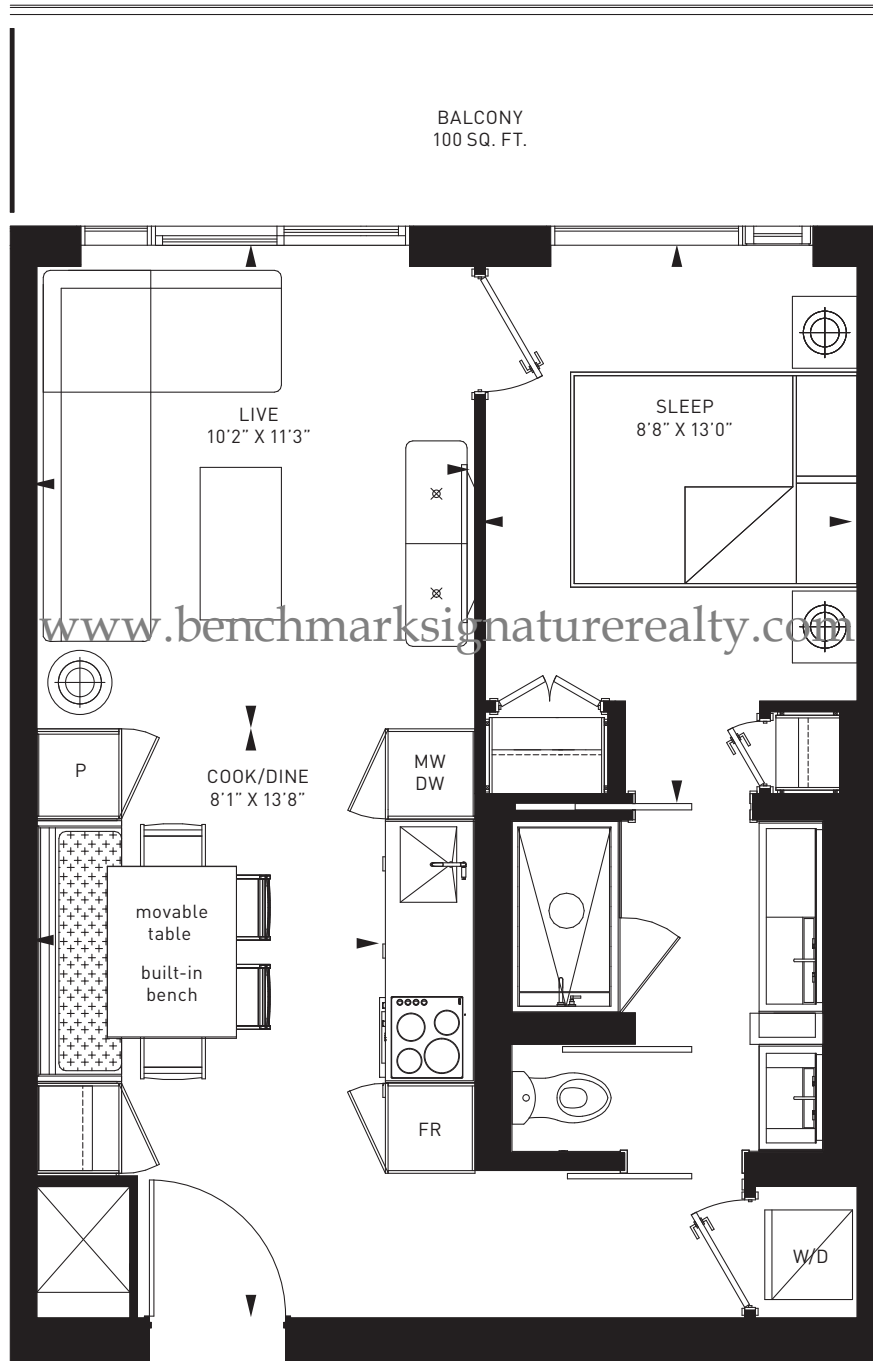 BALCONY
100 SQ. FT.
LIVE
10'2" X 11'3"
SLEEP
8'8" X 13'0"
www.benchmarksignaturerealty.com
P
COOK/DINE
8'1" X 13'8"
MW
DW
movable
table
built-in
bench
FR
W/D